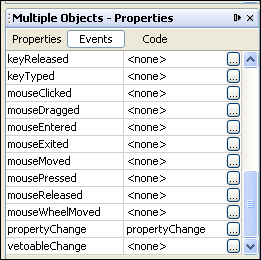 Multiple Objects - Properties
Properties Events Code
keyReleased <none> ...
keyTyped <none> ...
mouseClicked <none> ...
mouseDragged <none> ...
mouseEntered <none> ...
mouseExited <none> ...
mouseMoved <none> ...
mousePressed <none> ...
mouseReleased <none> ...
mouseWheelMoved <none> ...
propertyChange propertyChange ...
vetoableChange <none> ...